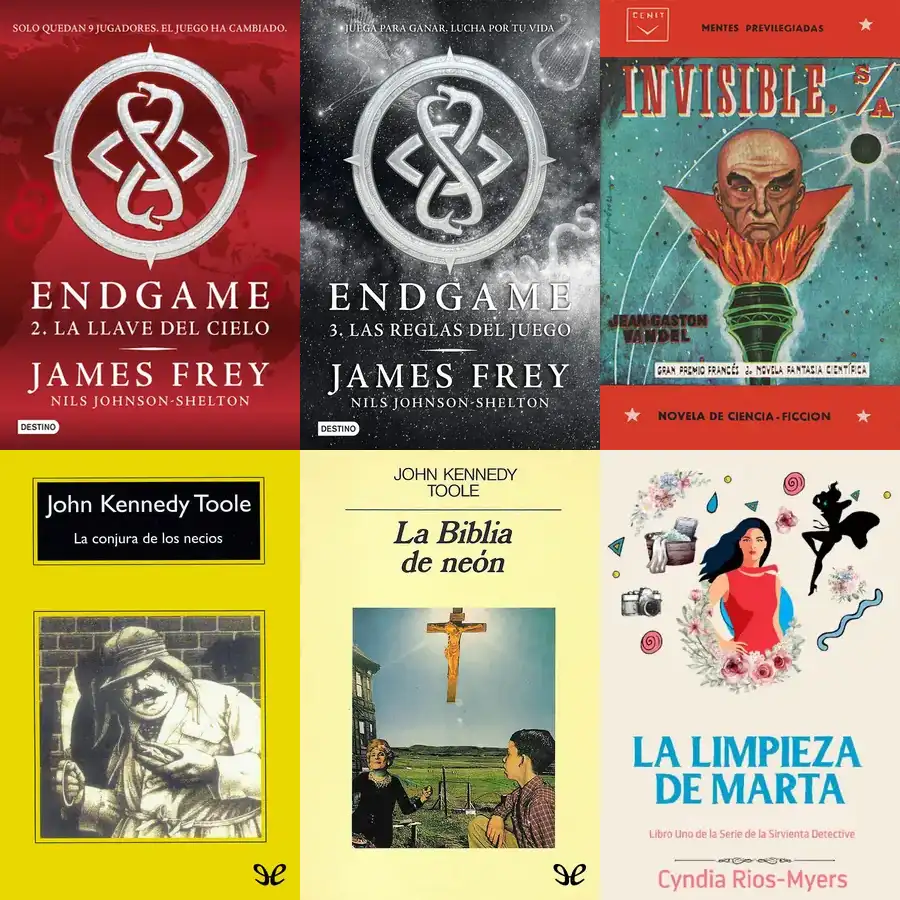 SOLO QUEDAN 9 JUGADORES. EL JUEGO HA CAMBIADO.
ENDGAME
2. LA LLAVE DEL CIELO
JAMES FREY
NILS JOHNSON-SHELTON
DESTINO
JUEGA PARA GANAR. LUCHA POR TU VIDA
ENDGAME
3. LAS REGLAS DEL JUEGO
JAMES FREY
NILS JOHNSON-SHELTON
DESTINO
CENIT
MENTES PREVILEGIADAS
INVISIBLE, S/A
JEAN-GASTON
VANDEL
GRAN PREMIO FRANCÉS DE NOVELA FANTASIA CIENTÍFICA
NOVELA DE CIENCIA-FICCION
John Kennedy Toole
La conjura de los necios
JOHN KENNEDY
TOOLE
La Biblia
de neón
LA LIMPIEZA
DE MARTA
Libro Uno de la Serie de la Sirvienta Detective
Cyndia Rios-Myers